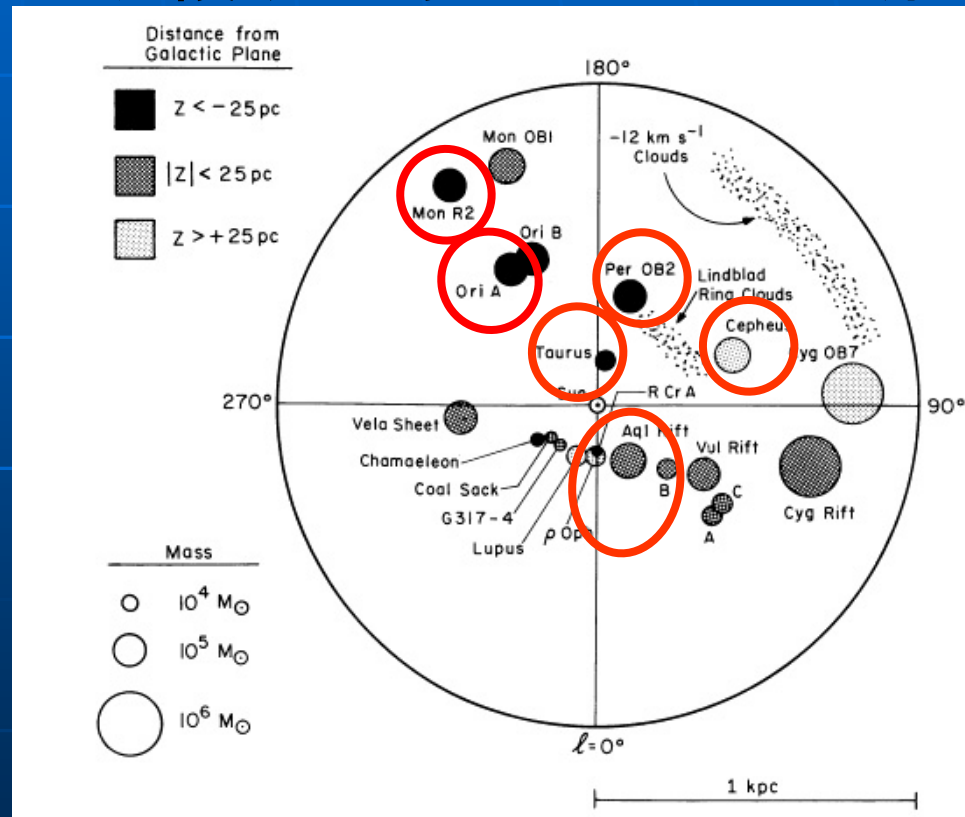 Distance from
Galactic Plane
Z < -25 pc
|Z| < 25 pc
Z > +25 pc
180°
Mon OB1
-12 km s⁻¹
Clouds
Mon R2
Ori B
Ori A
Per OB2
Lindblad
Ring Clouds
Cepheus
Taurus
Cyg OB7
Sun
R Cr A
270°
90°
Vela Sheet
Aql Rift
Vul Rift
Chamaeleon
B
Coal Sack
C
G317-4
A
Cyg Rift
Lupus
ρ Oph
Mass
10⁴ M☉
10⁵ M☉
10⁶ M☉
ℓ=0°
1 kpc